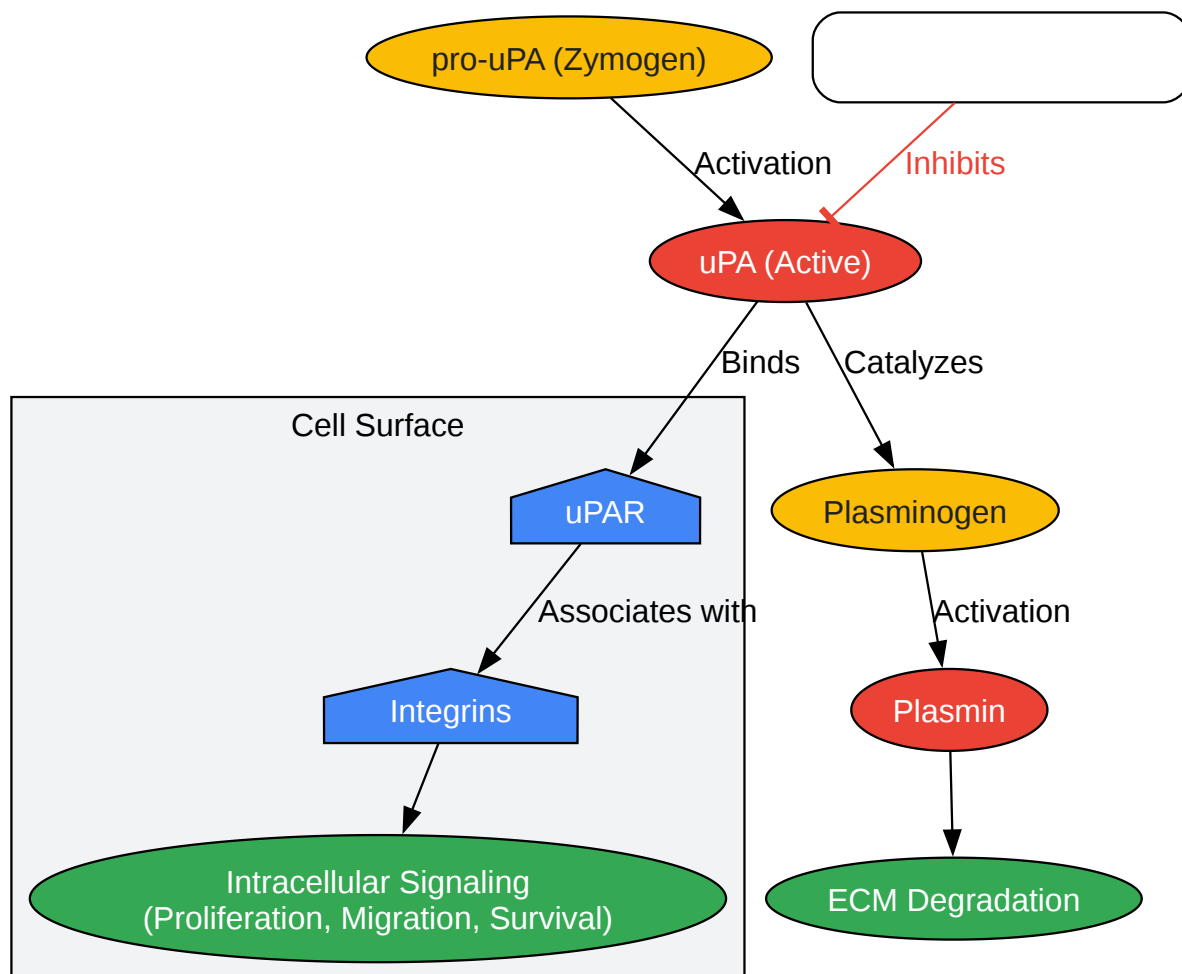 pro-uPA (Zymogen)
Activation
Inhibits
uPA (Active)
Binds
Catalyzes
Cell Surface
uPAR
Plasminogen
Associates with
Activation
Integrins
Plasmin
Intracellular Signaling
(Proliferation, Migration, Survival)
ECM Degradation